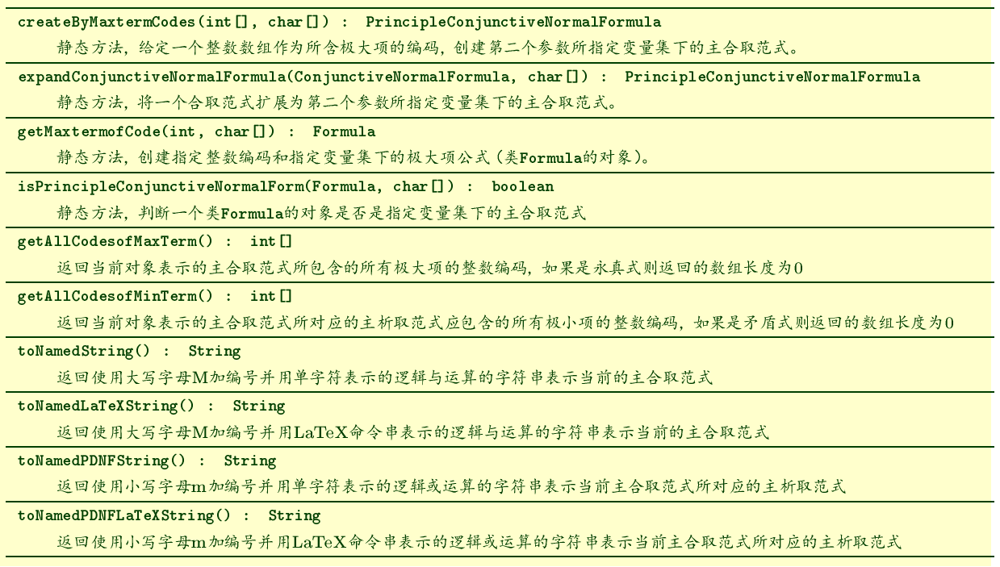 createByMaxtermCodes(int[], char[]) : PrincipleConjunctiveNormalFormula
静态方法, 给定一个整数数组作为所含极大项的编码, 创建第二个参数所指定变量集下的主合取范式。
expandConjunctiveNormalFormula(ConjunctiveNormalFormula, char[]) : PrincipleConjunctiveNormalFormula
静态方法, 将一个合取范式扩展为第二个参数所指定变量集下的主合取范式。
getMaxtermofCode(int, char[]) : Formula
静态方法, 创建指定整数编码和指定变量集下的极大项公式 (类Formula的对象)。
isPrincipleConjunctiveNormalForm(Formula, char[]) : boolean
静态方法, 判断一个类Formula的对象是否是指定变量集下的主合取范式
getAllCodesofMaxTerm() : int[]
返回当前对象表示的主合取范式所包含的所有极大项的整数编码, 如果是永真式则返回的数组长度为0
getAllCodesofMinTerm() : int[]
返回当前对象表示的主合取范式所对应的主析取范式应包含的所有极小项的整数编码, 如果是矛盾式则返回的数组长度为0
toNamedString() : String
返回使用大写字母M加编号并用单字符表示的逻辑与运算的字符串表示当前的主合取范式
toNamedLaTeXString() : String
返回使用大写字母M加编号并用LaTeX命令串表示的逻辑与运算的字符串表示当前的主合取范式
toNamedPDNFString() : String
返回使用小写字母m加编号并用单字符表示的逻辑或运算的字符串表示当前主合取范式所对应的主析取范式
toNamedPDNFLaTeXString() : String
返回使用小写字母m加编号并用LaTeX命令串表示的逻辑或运算的字符串表示当前主合取范式所对应的主析取范式